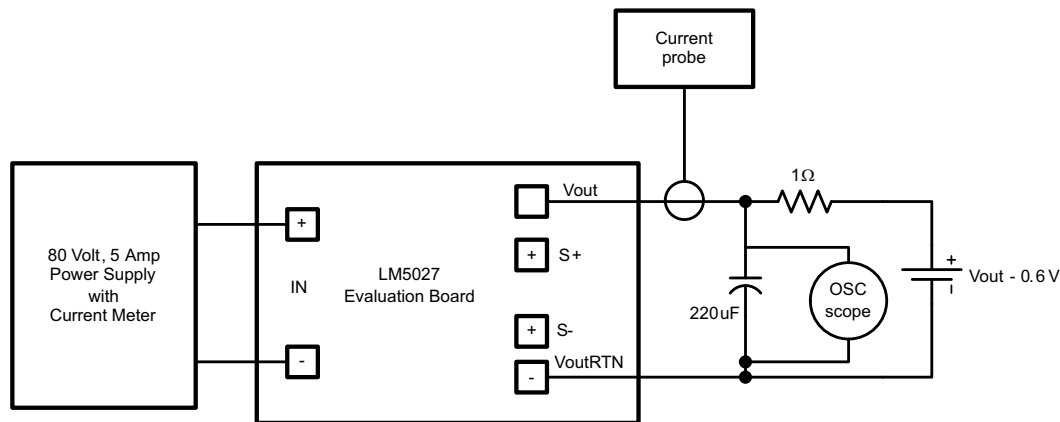 Current
probe
80 Volt, 5 Amp
Power Supply
with
Current Meter
+
IN
-
LM5027
Evaluation Board
Vout
+ S+
+ S-
VoutRTN
-
1Ω
220uF
OSC
scope
+
–
Vout - 0.6V